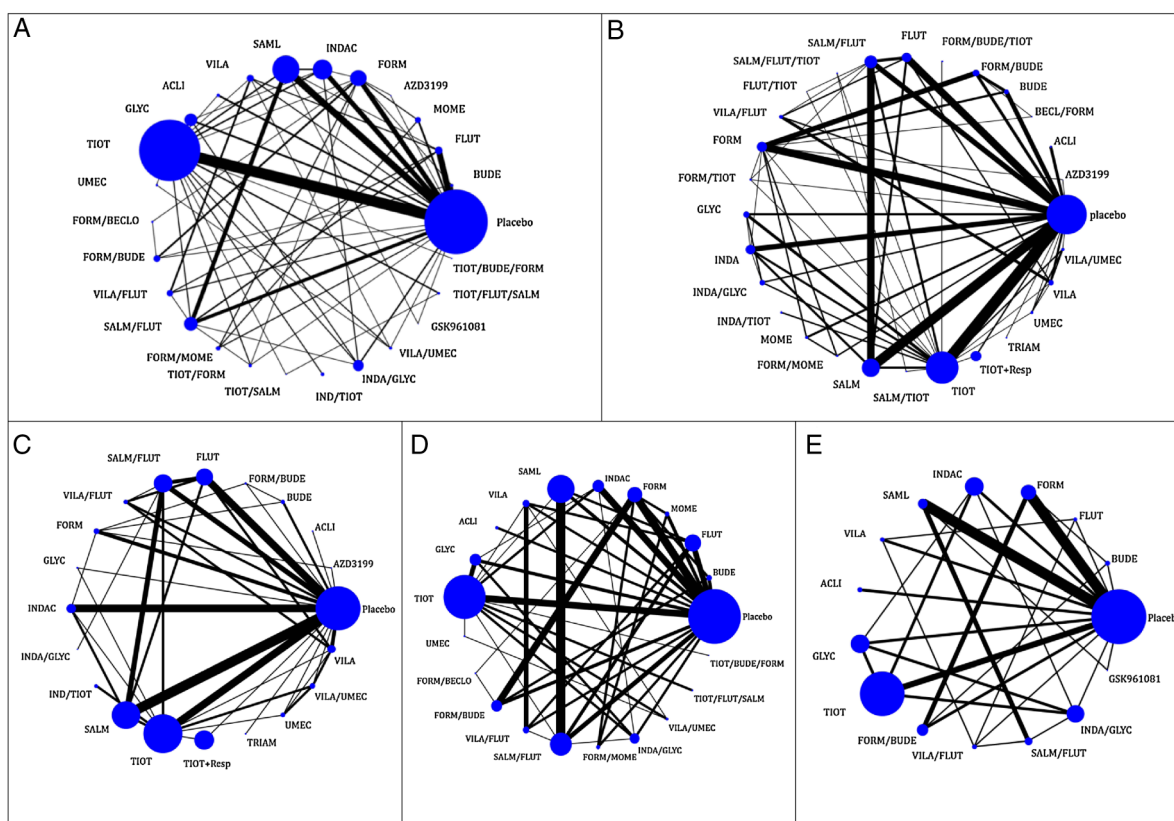 A
SAML
INDAC
FORM
VILA
AZD3199
ACLI
MOME
GLYC
FLUT
TIOT
BUDE
UMEC
Placebo
FORM/BECLO
FORM/BUDE
TIOT/BUDE/FORM
VILA/FLUT
TIOT/FLUT/SALM
SALM/FLUT
GSK961081
FORM/MOME
VILA/UMEC
TIOT/FORM
INDA/GLYC
TIOT/SALM
IND/TIOT
B
SALM/FLUT
FLUT
FORM/BUDE/TIOT
SALM/FLUT/TIOT
FORM/BUDE
FLUT/TIOT
BUDE
VILA/FLUT
BECL/FORM
FORM
ACLI
FORM/TIOT
AZD3199
GLYC
placebo
INDA
VILA/UMEC
INDA/GLYC
VILA
INDA/TIOT
UMEC
MOME
TRIAM
FORM/MOME
TIOT+Resp
SALM
TIOT
SALM/TIOT
C
SALM/FLUT
FLUT
FORM/BUDE
VILA/FLUT
BUDE
FORM
ACLI
GLYC
AZD3199
INDAC
Placebo
INDA/GLYC
VILA
IND/TIOT
VILA/UMEC
SALM
UMEC
TIOT
TRIAM
TIOT+Resp
D
SAML
INDAC
FORM
VILA
MOME
ACLI
FLUT
GLYC
BUDE
TIOT
Placebo
UMEC
TIOT/BUDE/FORM
FORM/BECLO
TIOT/FLUT/SALM
FORM/BUDE
VILA/UMEC
VILA/FLUT
INDA/GLYC
SALM/FLUT
FORM/MOME
E
INDAC
FORM
SAML
FLUT
VILA
BUDE
ACLI
Placeb
GLYC
GSK961081
TIOT
INDA/GLYC
FORM/BUDE
SALM/FLUT
VILA/FLUT